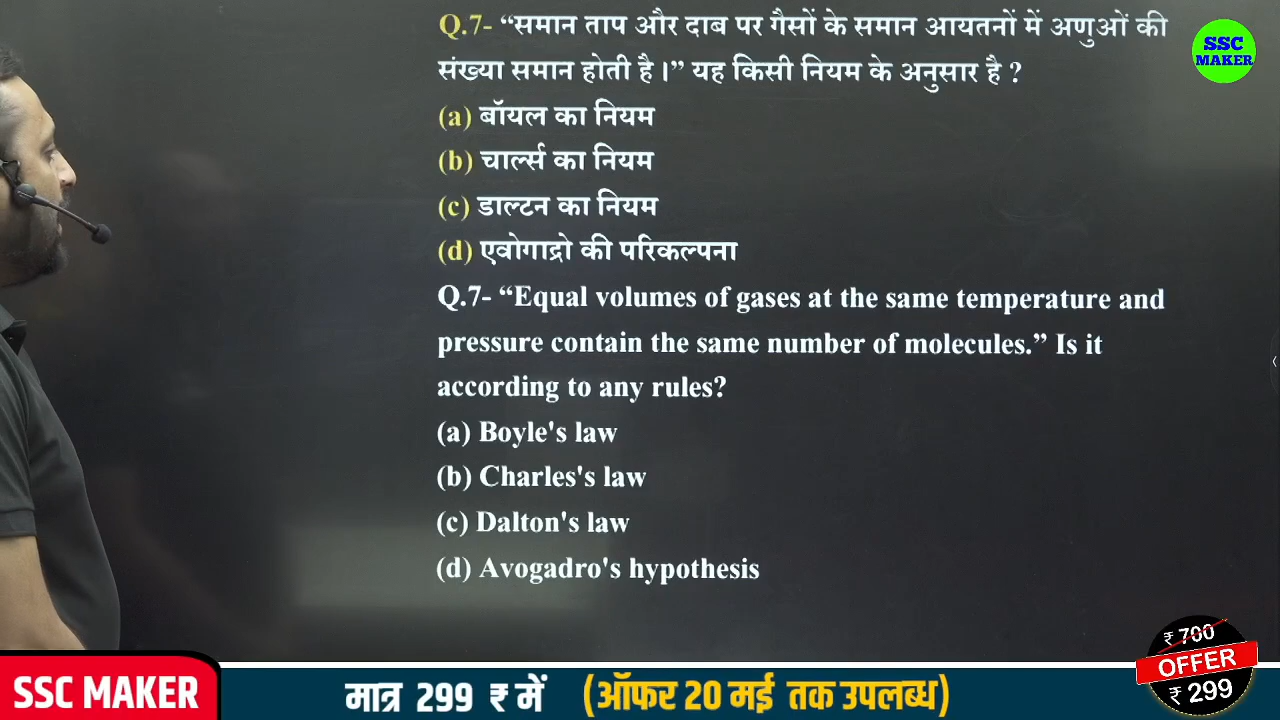 Q.7- “समान ताप और दाब पर गैसों के समान आयतनों में अणुओं की
संख्या समान होती है।” यह किसी नियम के अनुसार है ?
(a) बॉयल का नियम
(b) चार्ल्स का नियम
(c) डाल्टन का नियम
(d) एवोगाद्रो की परिकल्पना
Q.7- “Equal volumes of gases at the same temperature and
pressure contain the same number of molecules.” Is it
according to any rules?
(a) Boyle's law
(b) Charles's law
(c) Dalton's law
(d) Avogadro's hypothesis
SSC
MAKER
SSC MAKER
मात्र 299 ₹ में (ऑफर 20 मई तक उपलब्ध)
₹ 700
OFFER
₹ 299